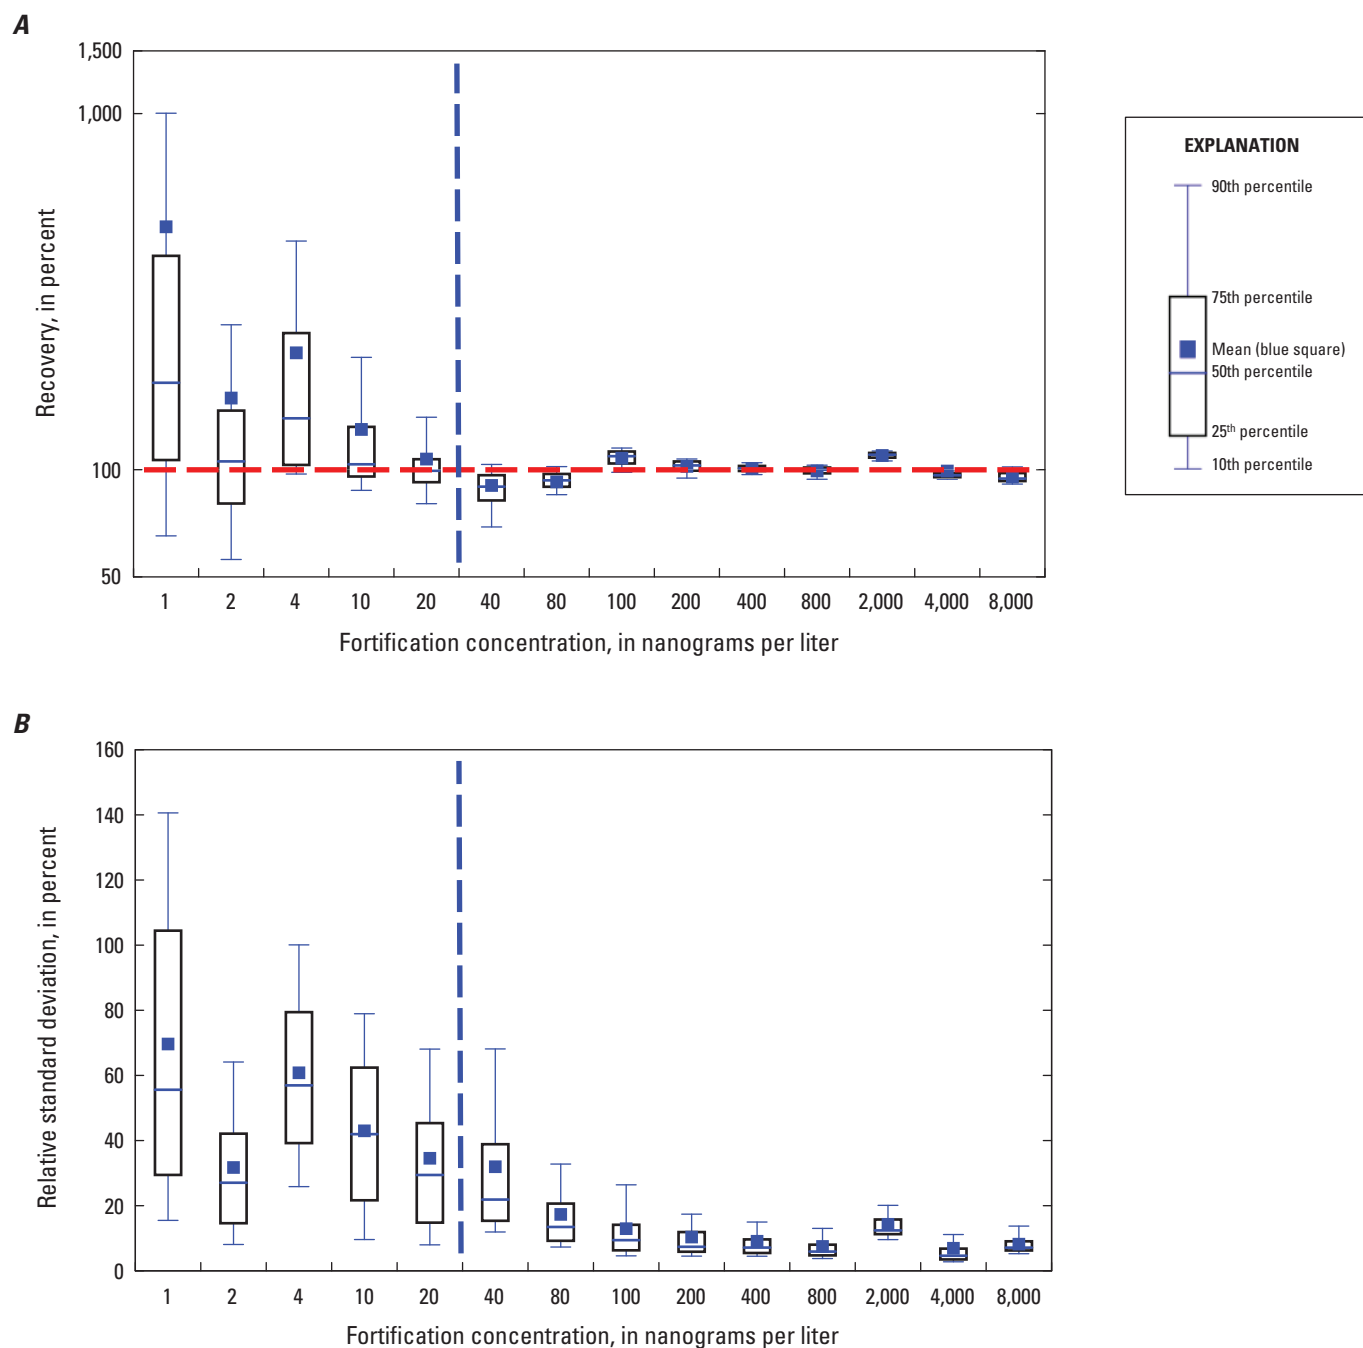 A
1,500
1,000
100
50
Recovery, in percent
1 2 4 10 20 40 80 100 200 400 800 2,000 4,000 8,000
Fortification concentration, in nanograms per liter
EXPLANATION
90th percentile
75th percentile
Mean (blue square)
50th percentile
25th percentile
10th percentile
B
160
140
120
100
80
60
40
20
0
Relative standard deviation, in percent
1 2 4 10 20 40 80 100 200 400 800 2,000 4,000 8,000
Fortification concentration, in nanograms per liter